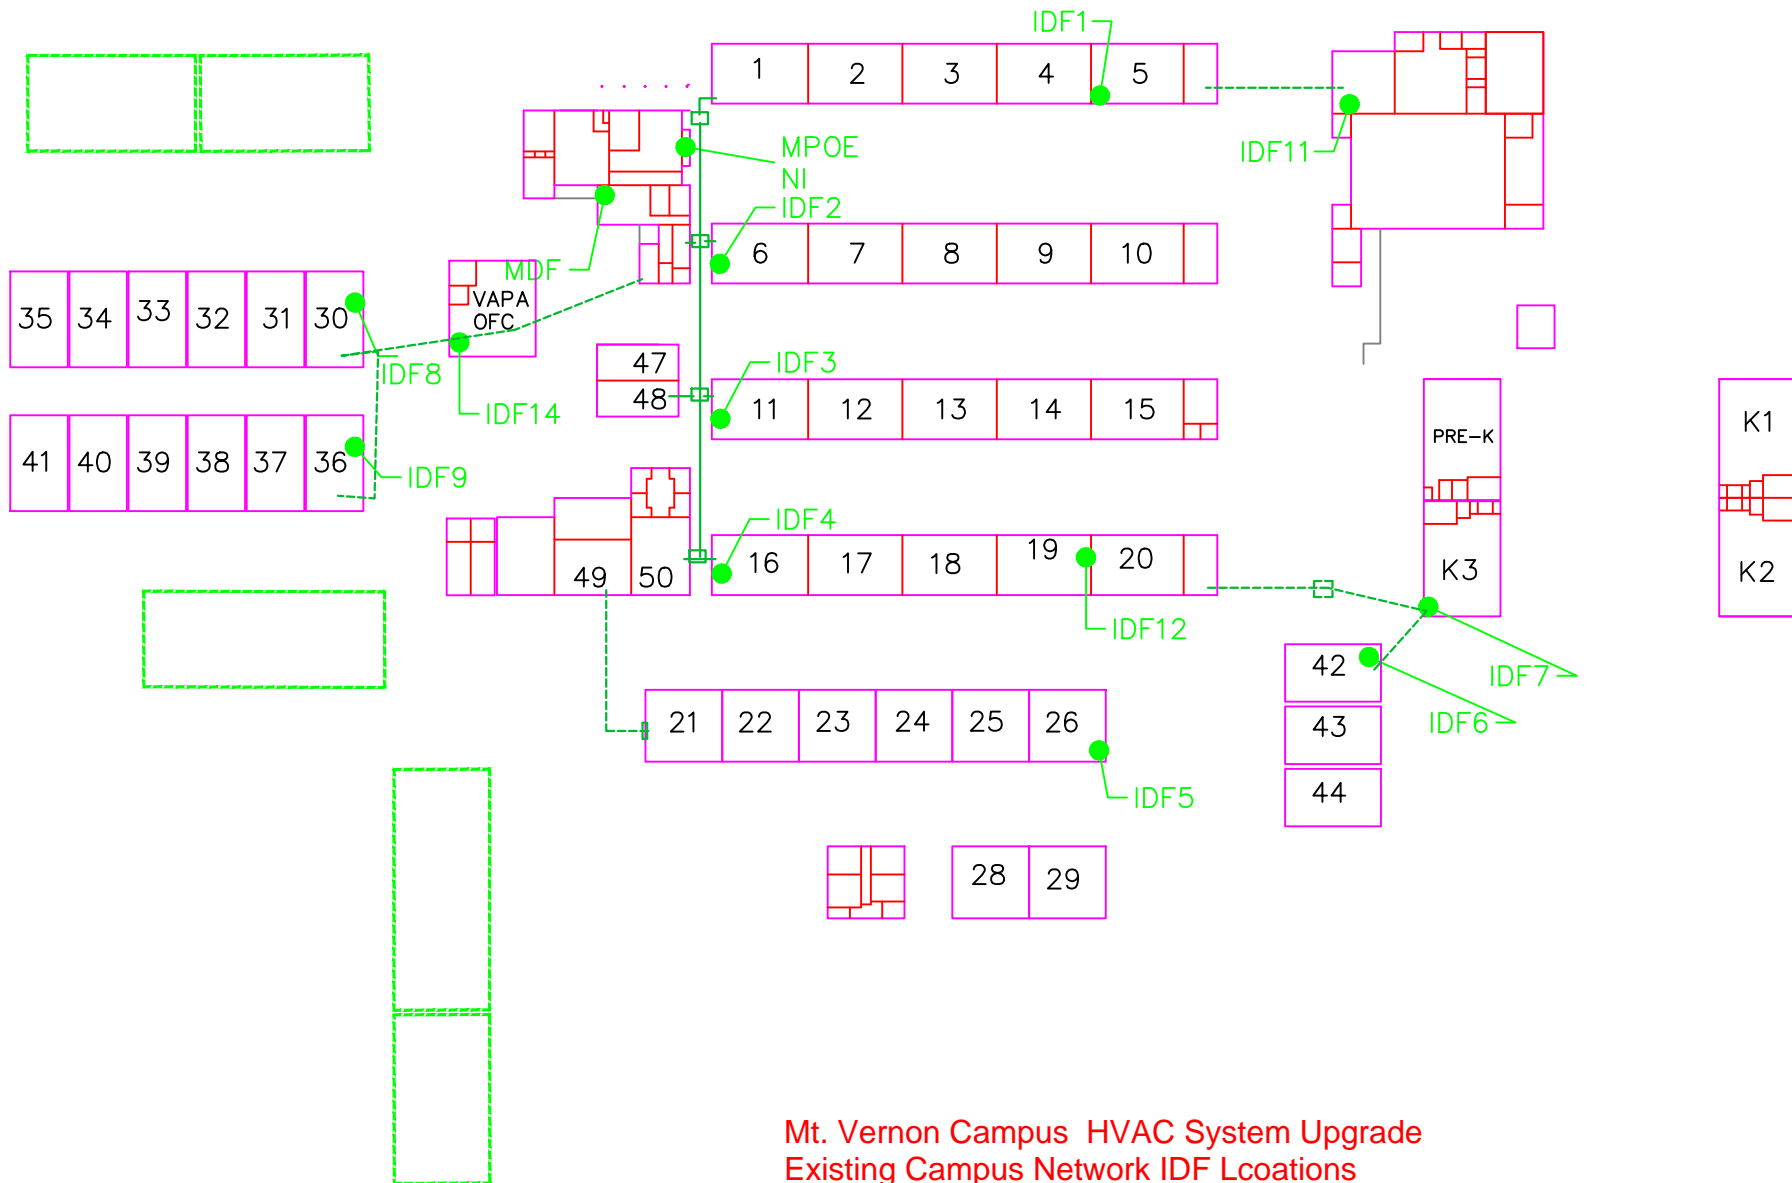 IDF1
1
2
3
4
5
IDF11
MPOE
NI
IDF2
6
7
8
9
10
MDF
VAPA
OFC
35
34
33
32
31
30
IDF8
IDF14
47
48
IDF3
11
12
13
14
15
PRE-K
K1
41
40
39
38
37
36
IDF9
IDF4
49
50
16
17
18
19
20
K3
K2
IDF12
42
IDF7
21
22
23
24
25
26
43
IDF6
IDF5
44
28
29
Mt. Vernon Campus  HVAC System Upgrade
Existing Campus Network IDF Lcoations